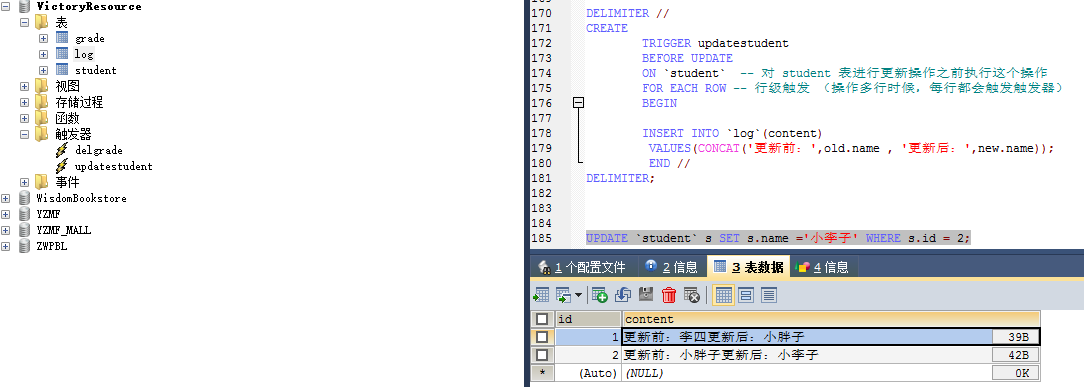 VictoryResource
表
grade
log
student
视图
存储过程
函数
触发器
delgrade
updatestudent
事件
WisdomBookstore
YZMF
YZMF_MALL
ZWPBL
170 DELIMITER //
171 CREATE
172 TRIGGER updatestudent
173 BEFORE UPDATE
174 ON `student` -- 对 student 表进行更新操作之前执行这个操作
175 FOR EACH ROW -- 行级触发 （操作多行时候，每行都会触发触发器）
176 BEGIN
177
178 INSERT INTO `log`(content)
179 VALUES(CONCAT('更新前：',old.name , '更新后：',new.name));
180 END //
181 DELIMITER;
182
183
184
185 UPDATE `student` s SET s.name ='小李子' WHERE s.id = 2;
1 个配置文件 2 信息 3 表数据 4 信息
id content
1 更新前：李四更新后：小胖子 39B
2 更新前：小胖子更新后：小李子 42B
* (Auto) (NULL) 0K